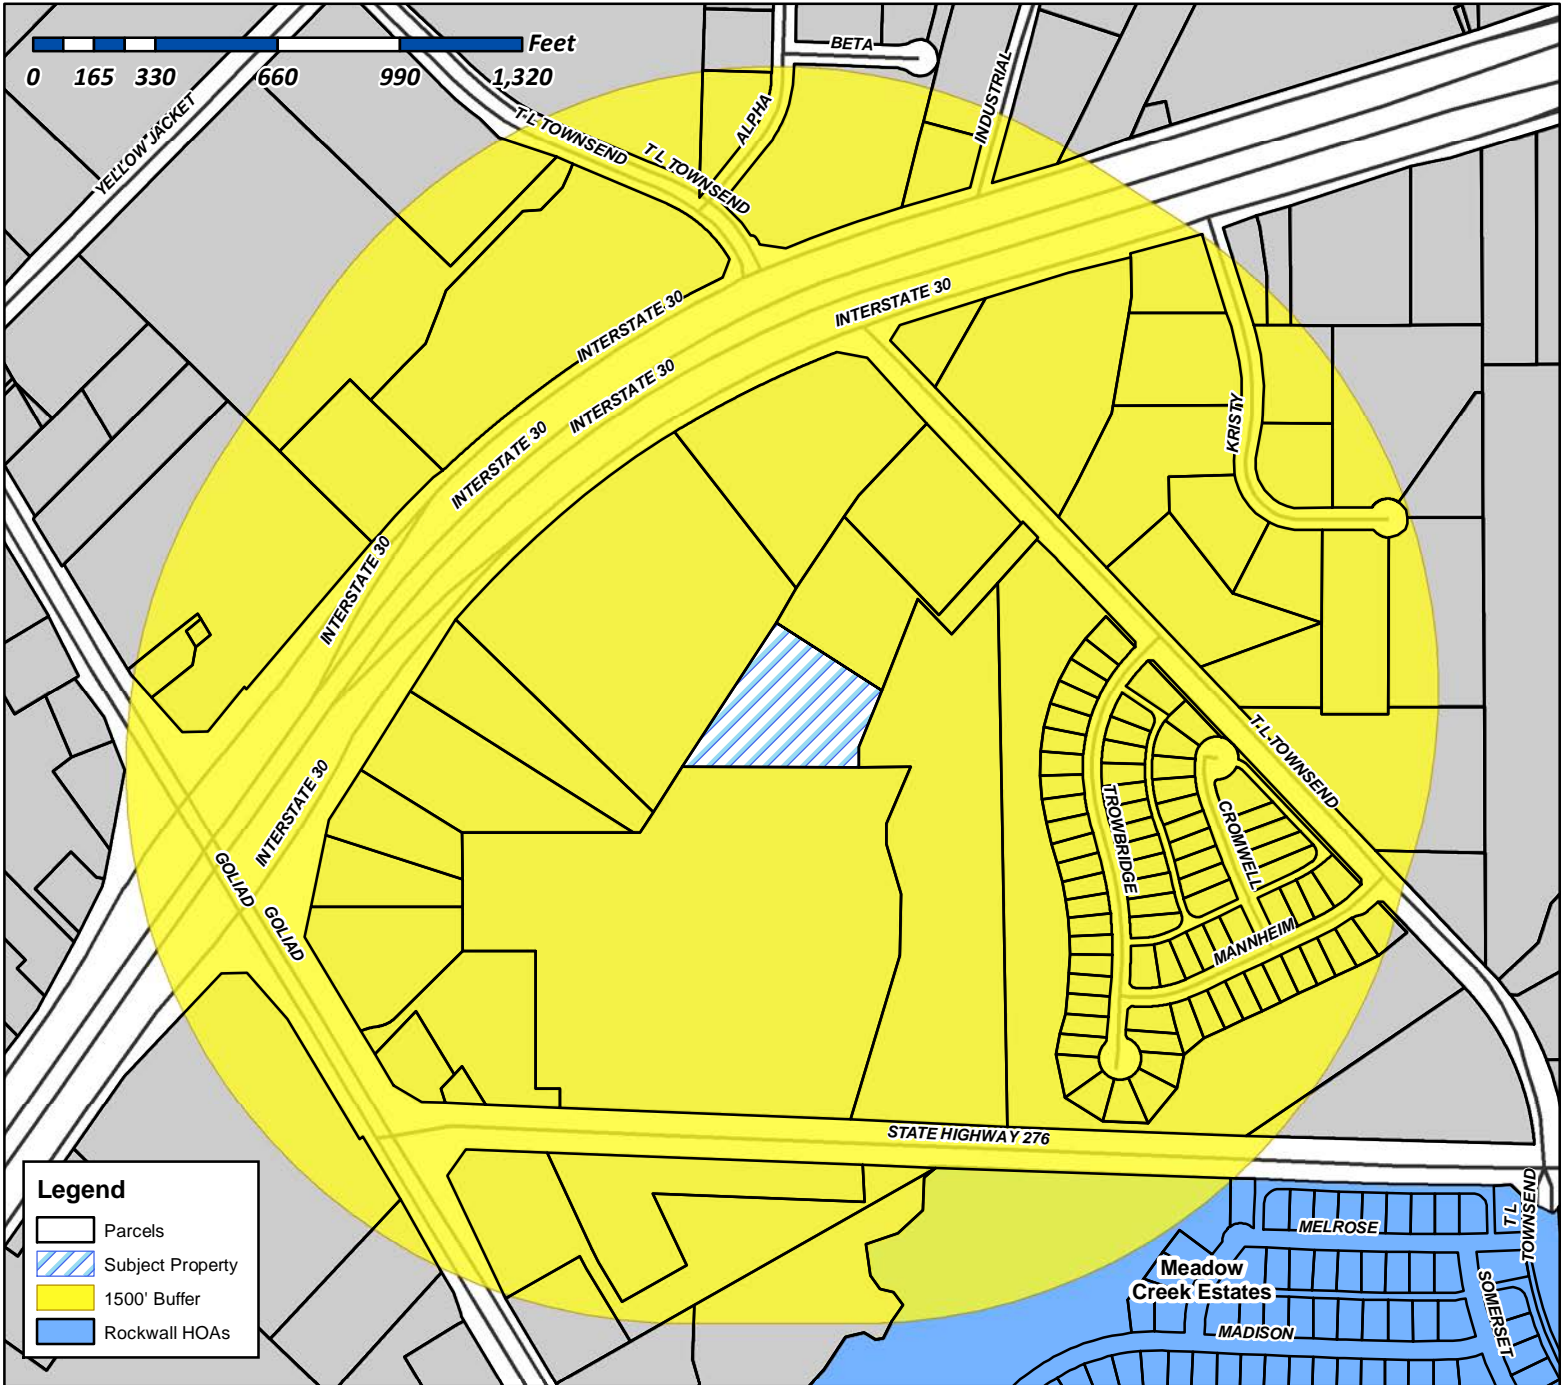 Feet
0 165 330 660 990 1,320
BETA
YELLOW JACKET
T L TOWNSEND
T L TOWNSEND
ALPHA
INDUSTRIAL
INTERSTATE 30
INTERSTATE 30
INTERSTATE 30
INTERSTATE 30
INTERSTATE 30
KRISTY
INTERSTATE 30
T L TOWNSEND
TROWBRIDGE
CROMWELL
GOLIAD
GOLIAD
MANNHEIM
STATE HIGHWAY 276
T L
TOWNSEND
MELROSE
Meadow
Creek Estates
SOMERSET
MADISON
Legend
Parcels
Subject Property
1500' Buffer
Rockwall HOAs